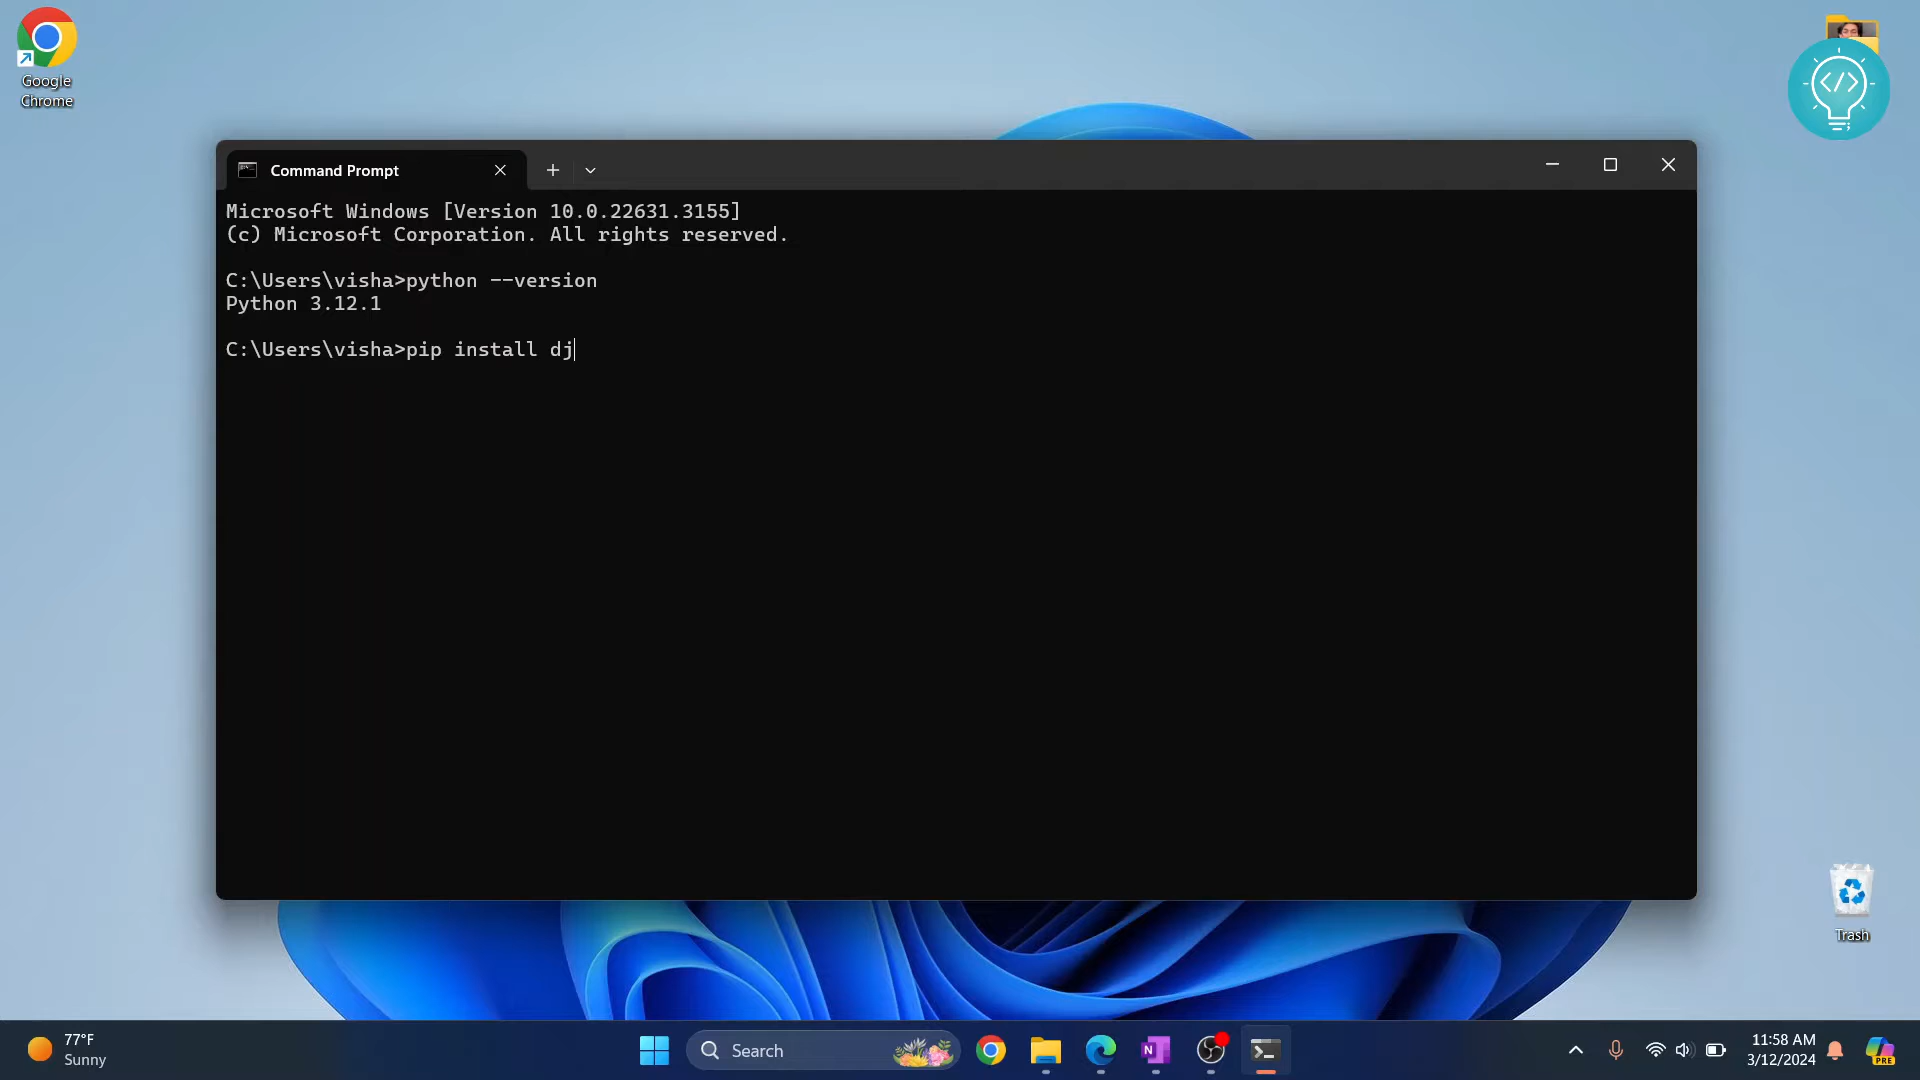 Google
Chrome
Command Prompt
Microsoft Windows [Version 10.0.22631.3155]
(c) Microsoft Corporation. All rights reserved.
C:\Users\visha>python --version
Python 3.12.1
C:\Users\visha>pip install dj
Trash
77°F
Sunny
Search
N
11:58 AM
3/12/2024
PRE